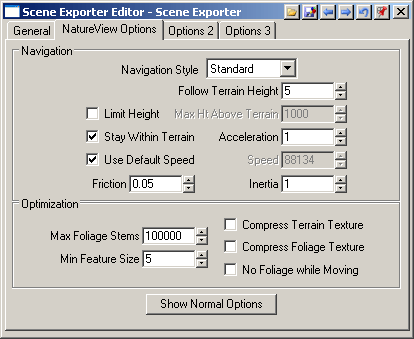 Scene Exporter Editor - Scene Exporter
General NatureView Options Options 2 Options 3
Navigation
Navigation Style Standard
Follow Terrain Height 5
Limit Height Max Ht Above Terrain 1000
Stay Within Terrain Acceleration 1
Use Default Speed Speed 88134
Friction 0.05 Inertia 1
Optimization
Max Foliage Stems 100000
Min Feature Size 5
Compress Terrain Texture
Compress Foliage Texture
No Foliage while Moving
Show Normal Options